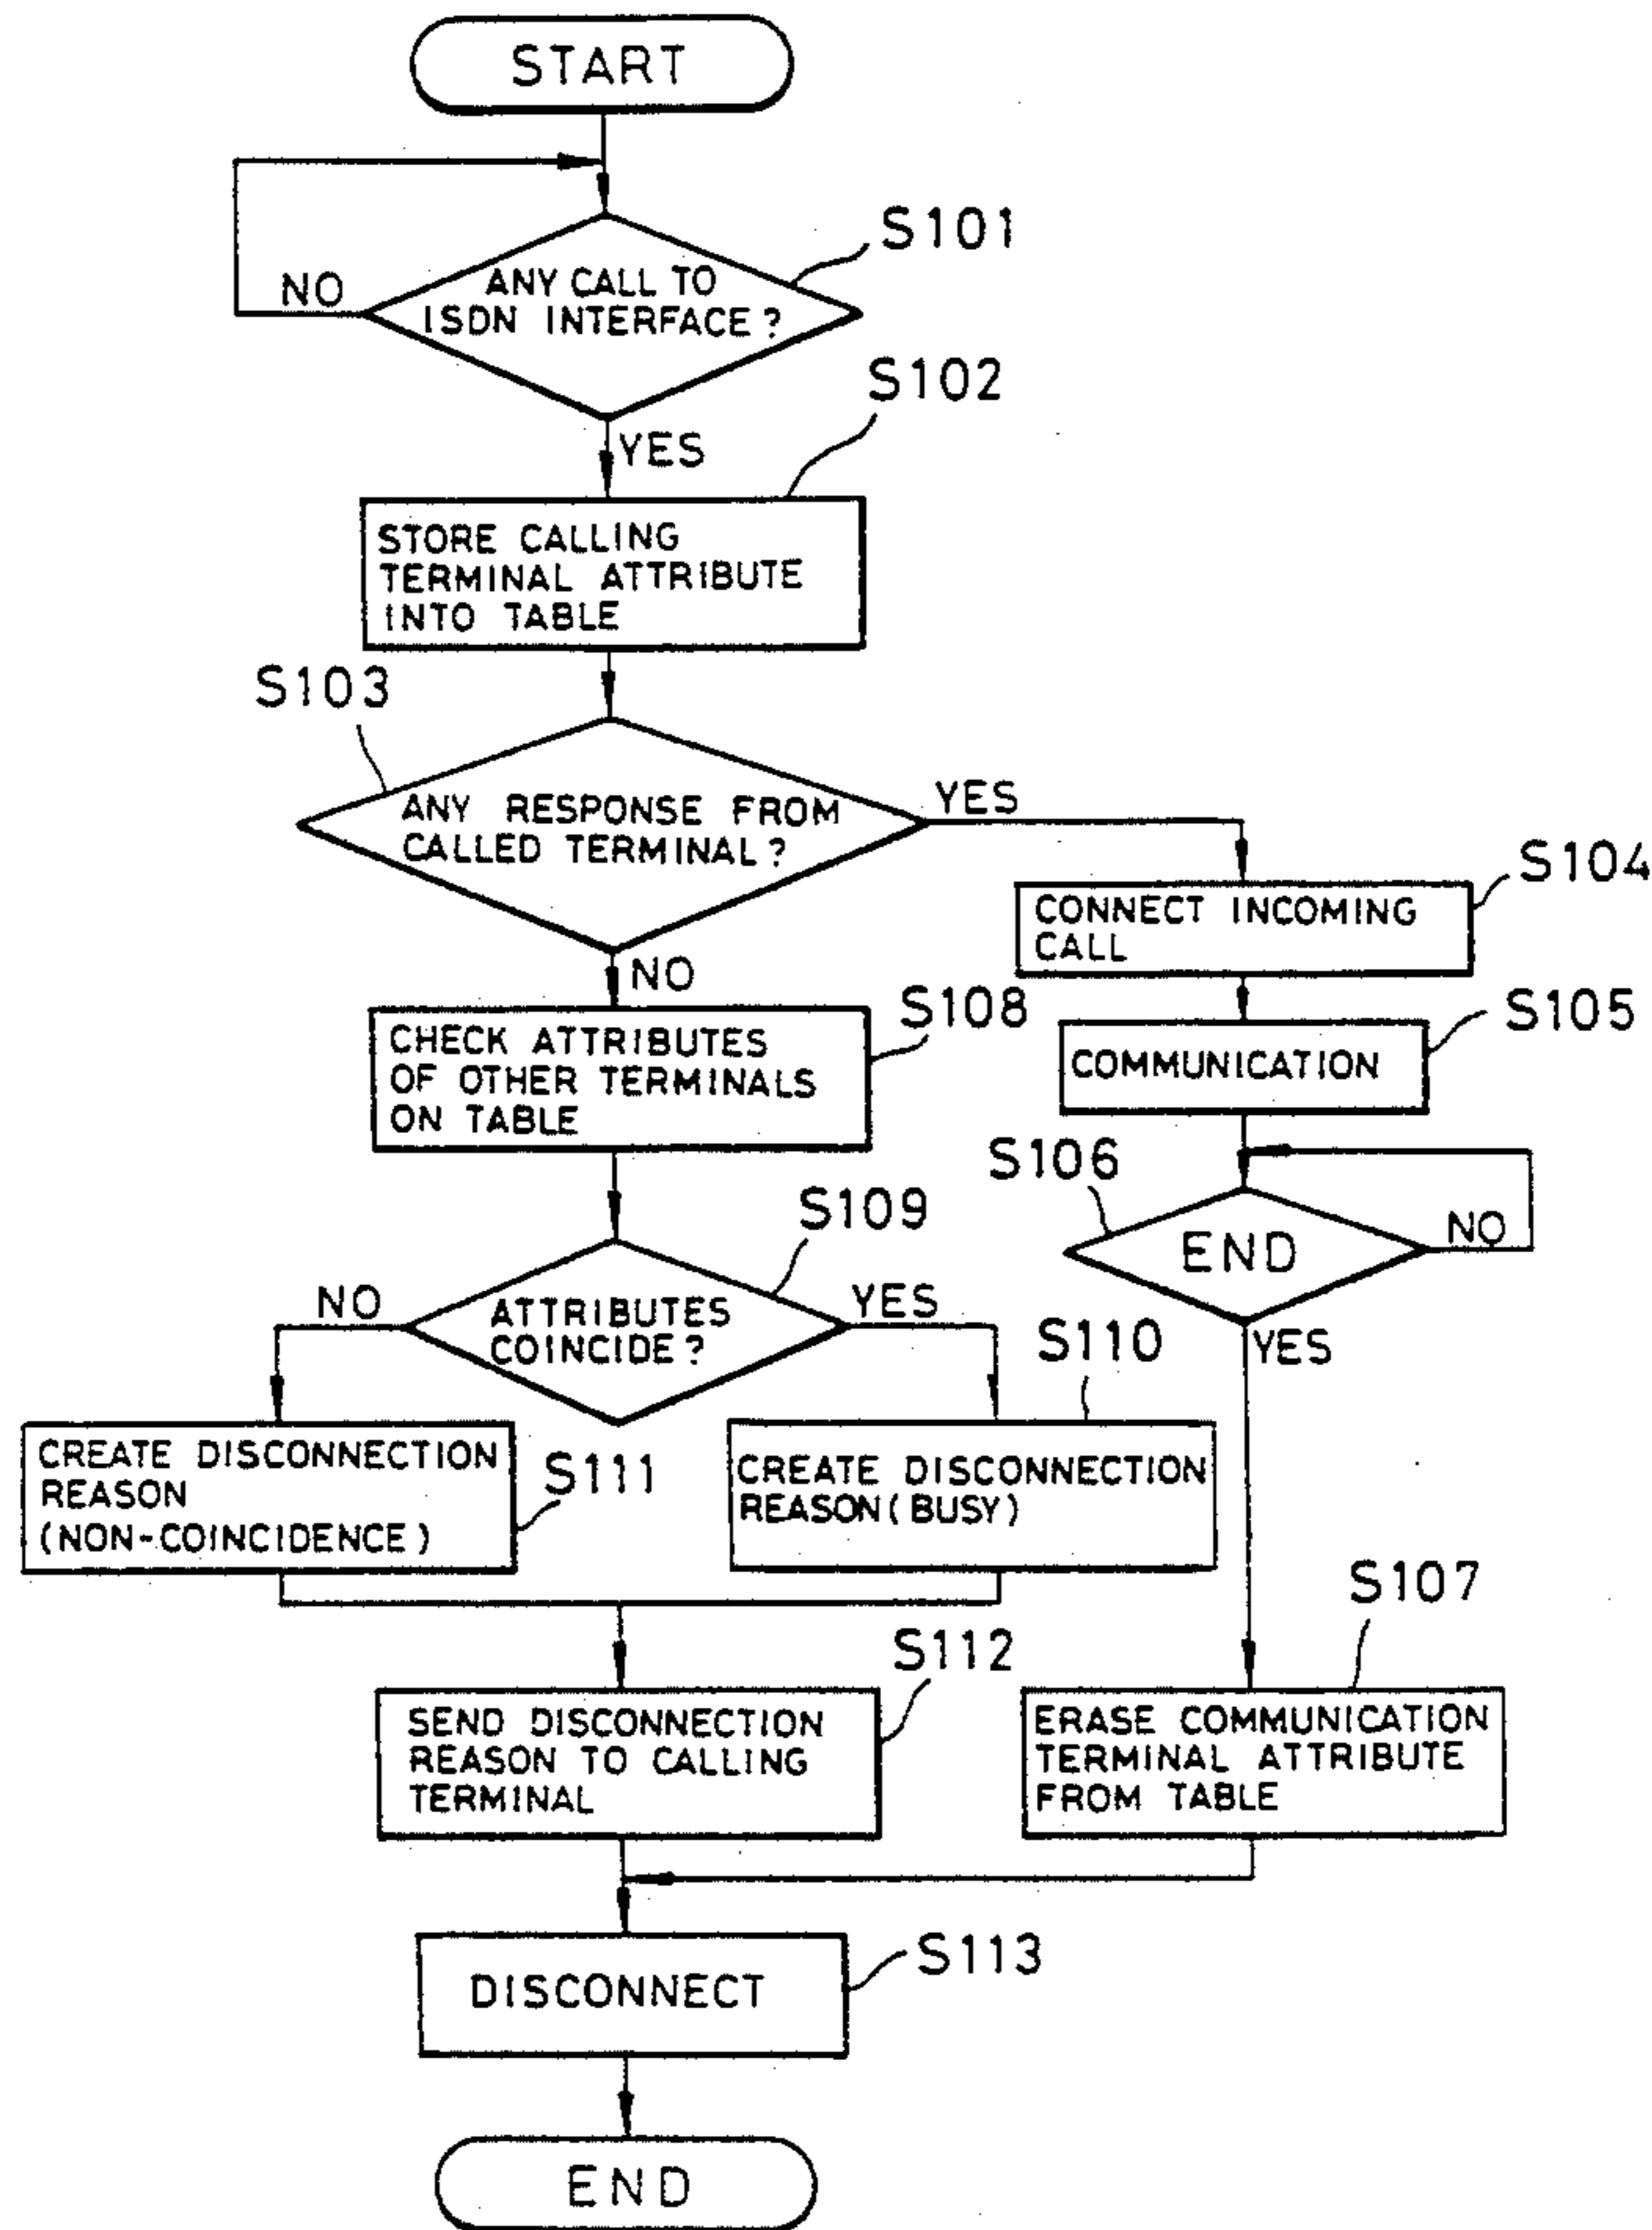 START
S101
ANY CALL TO
ISDN INTERFACE?
NO
S102
YES
STORE CALLING
TERMINAL ATTRIBUTE
INTO TABLE
S103
ANY RESPONSE FROM
CALLED TERMINAL?
YES
S104
CONNECT INCOMING
CALL
NO
S108
S105
CHECK ATTRIBUTES
OF OTHER TERMINALS
ON TABLE
COMMUNICATION
S106
END
NO
S109
NO
ATTRIBUTES
COINCIDE?
YES
S110
YES
CREATE DISCONNECTION
REASON
(NON-COINCIDENCE)
S111
CREATE DISCONNECTION
REASON(BUSY)
S107
S112
SEND DISCONNECTION
REASON TO CALLING
TERMINAL
ERASE COMMUNICATION
TERMINAL ATTRIBUTE
FROM TABLE
S113
DISCONNECT
END